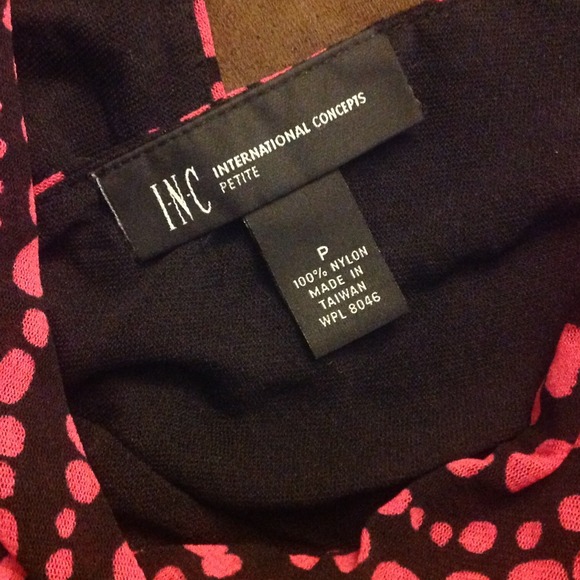 I·N·C INTERNATIONAL CONCEPTS
PETITE
P
100% NYLON
MADE IN
TAIWAN
WPL 8046